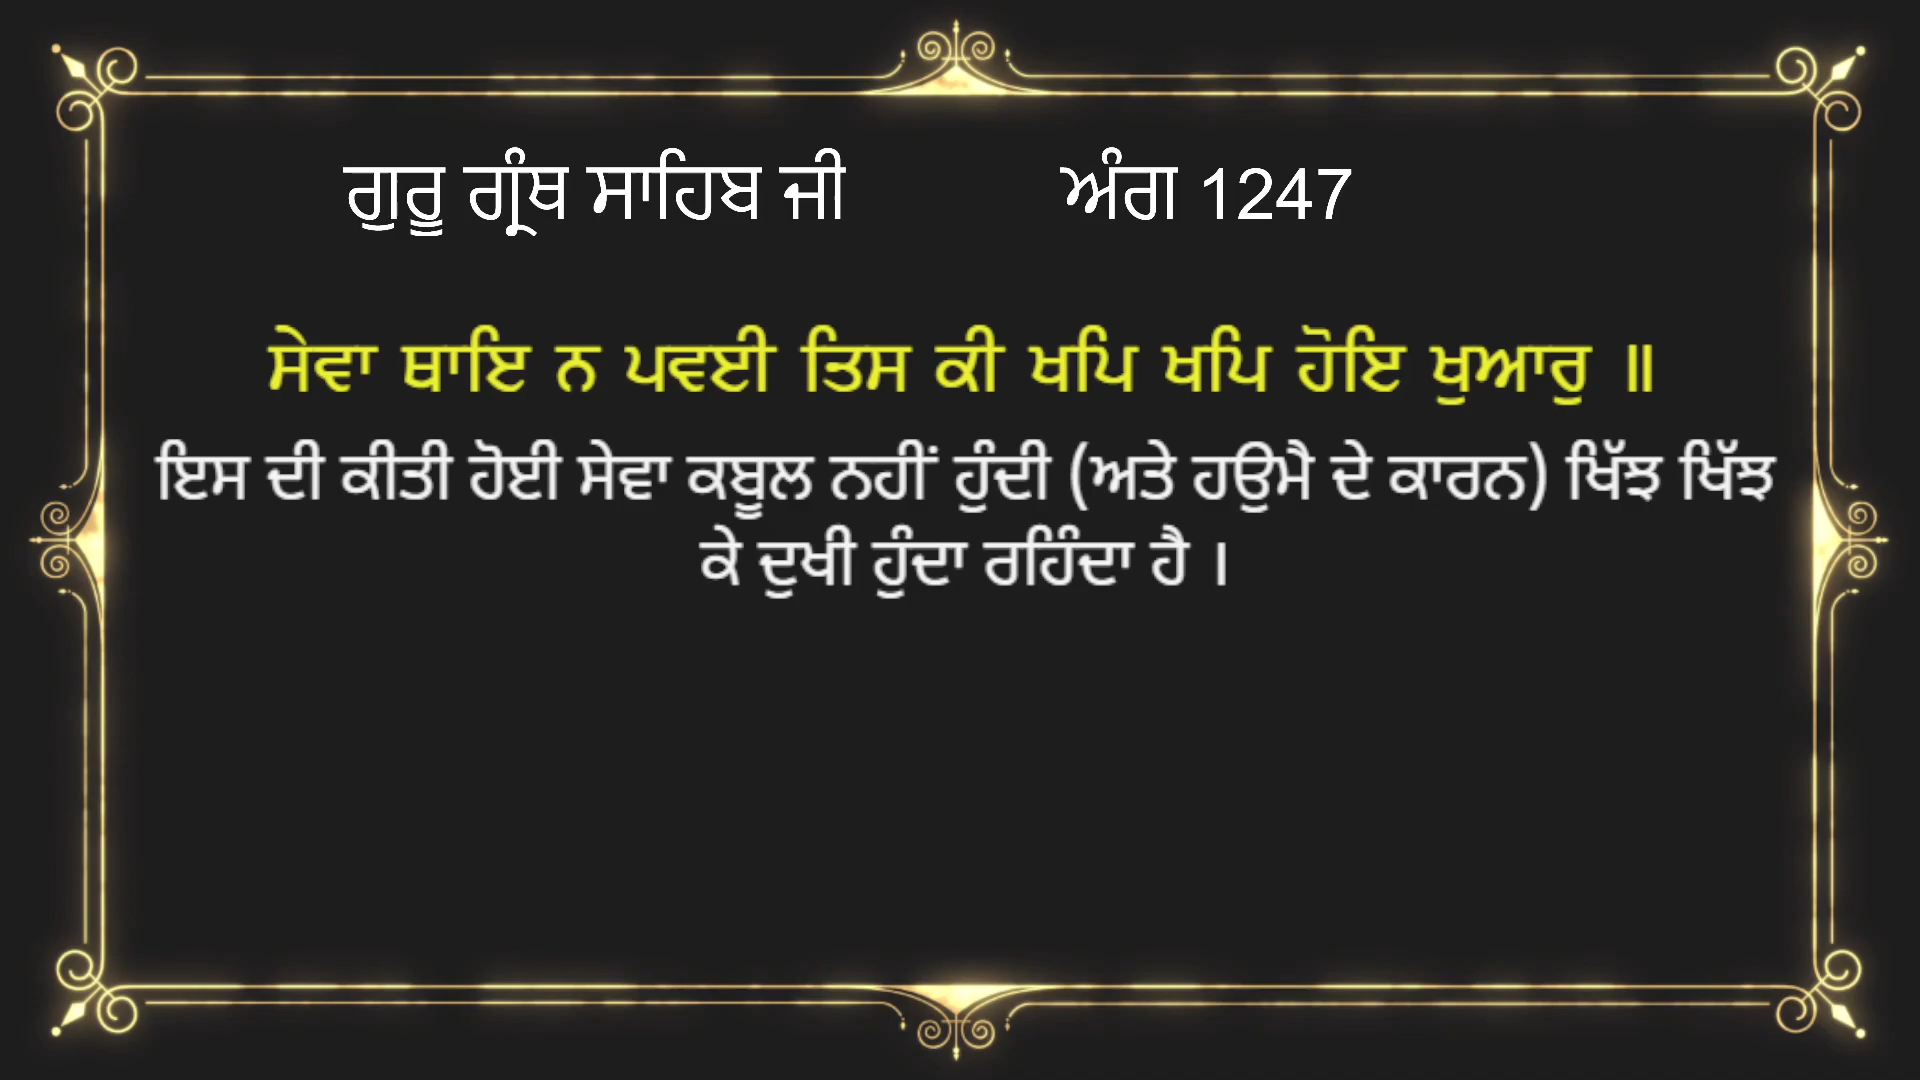 ਗੁਰੂ ਗ੍ਰੰਥ ਸਾਹਿਬ ਜੀ ਅੰਗ 1247
ਸੇਵਾ ਥਾਇ ਨ ਪਵਈ ਤਿਸ ਕੀ ਖਪਿ ਖਪਿ ਹੋਇ ਖੁਆਰੁ ॥
ਇਸ ਦੀ ਕੀਤੀ ਹੋਈ ਸੇਵਾ ਕਬੂਲ ਨਹੀਂ ਹੁੰਦੀ (ਅਤੇ ਹਉਮੈ ਦੇ ਕਾਰਨ) ਖਿੱਝ ਖਿੱਝ
ਕੇ ਦੁਖੀ ਹੁੰਦਾ ਰਹਿੰਦਾ ਹੈ ।